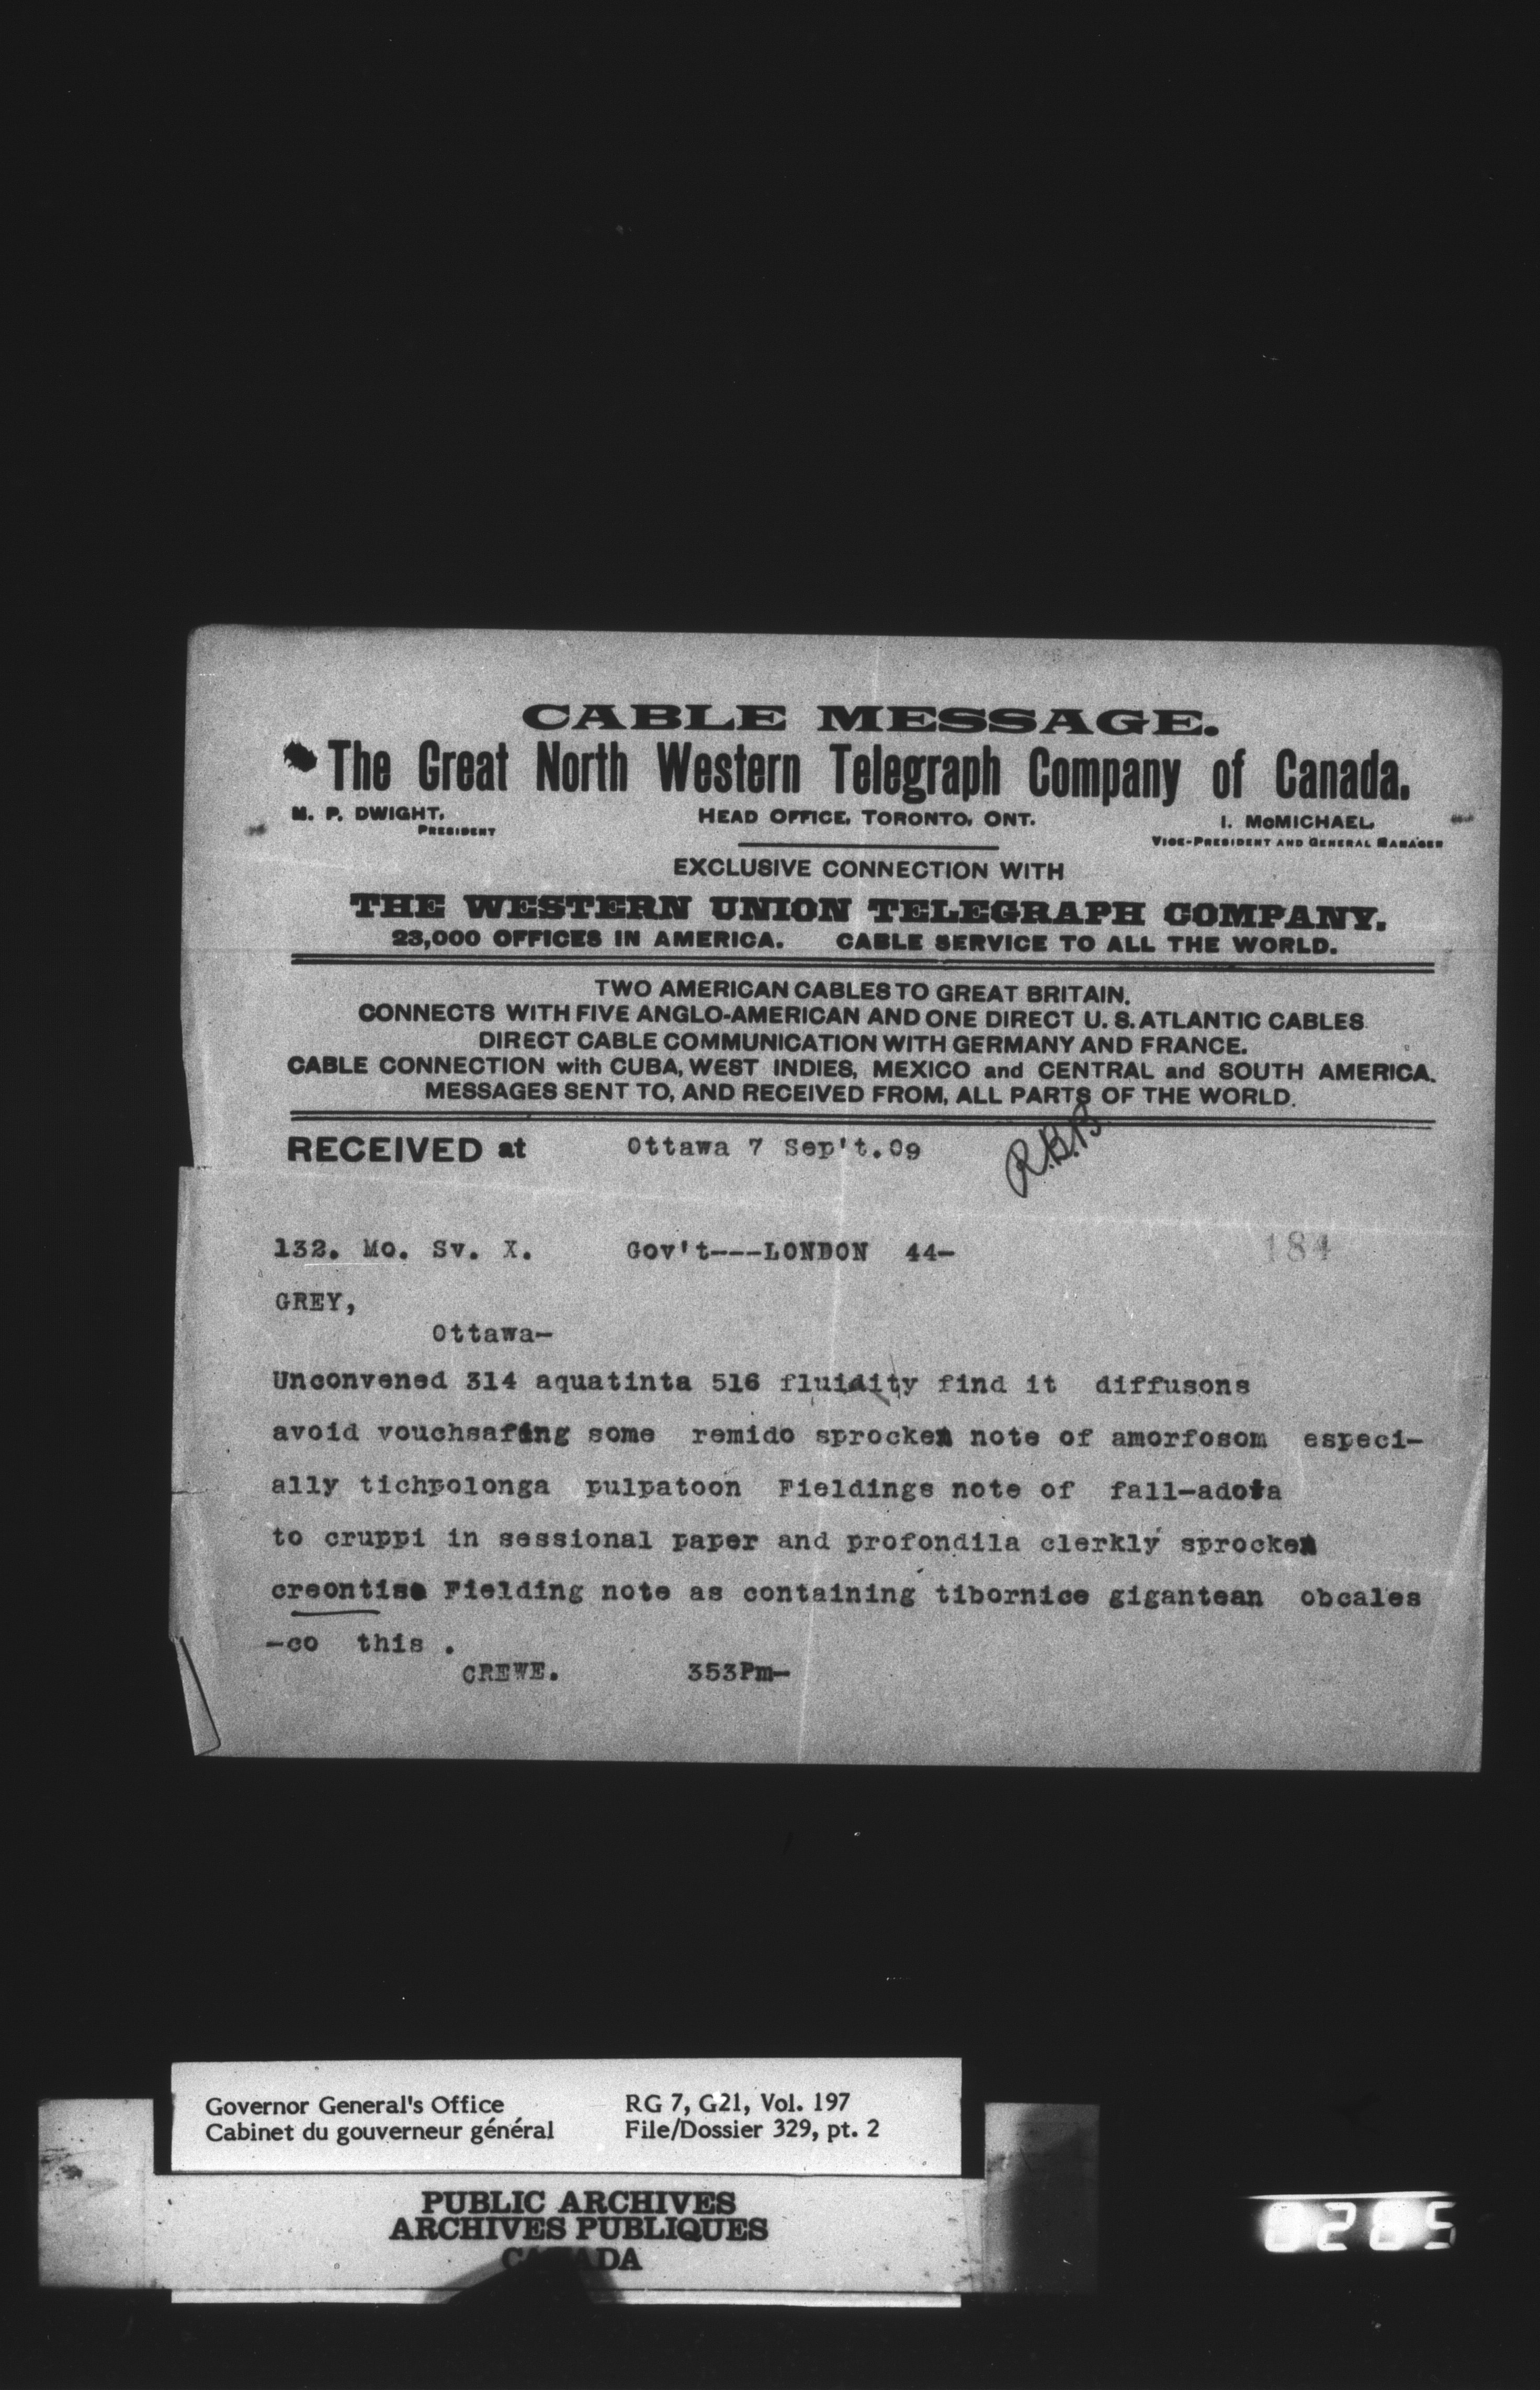 CABLE MESSAGE.
The Great North Western Telegraph Company of Canada.
M. P. DWIGHT, HEAD OFFICE, TORONTO, ONT. I. McMICHAEL,
PRESIDENT VICE-PRESIDENT AND GENERAL MANAGER
EXCLUSIVE CONNECTION WITH
THE WESTERN UNION TELEGRAPH COMPANY.
23,000 OFFICES IN AMERICA. CABLE SERVICE TO ALL THE WORLD.
TWO AMERICAN CABLES TO GREAT BRITAIN.
CONNECTS WITH FIVE ANGLO-AMERICAN AND ONE DIRECT U. S. ATLANTIC CABLES
DIRECT CABLE COMMUNICATION WITH GERMANY AND FRANCE.
CABLE CONNECTION with CUBA, WEST INDIES, MEXICO and CENTRAL and SOUTH AMERICA.
MESSAGES SENT TO, AND RECEIVED FROM, ALL PARTS OF THE WORLD.
RECEIVED at Ottawa 7 Sep't.09 R.B.B
132. Mo. Sv. X. Gov't---LONDON 44- 184
GREY,
Ottawa-
Unconvened 314 aquatinta 516 fluidity find it diffusons
avoid vouchsafing some remido sprocken note of amorfosom especi-
ally tichpolonga pulpatoon Fieldings note of fall-adota
to cruppi in sessional paper and profondila clerkly sprocken
creontise Fielding note as containing tibornice gigantean obcales
-co this .
CREWE. 353Pm-
Governor General's Office RG 7, G21, Vol. 197
Cabinet du gouverneur général File/Dossier 329, pt. 2
PUBLIC ARCHIVES
ARCHIVES PUBLIQUES
CANADA
0285